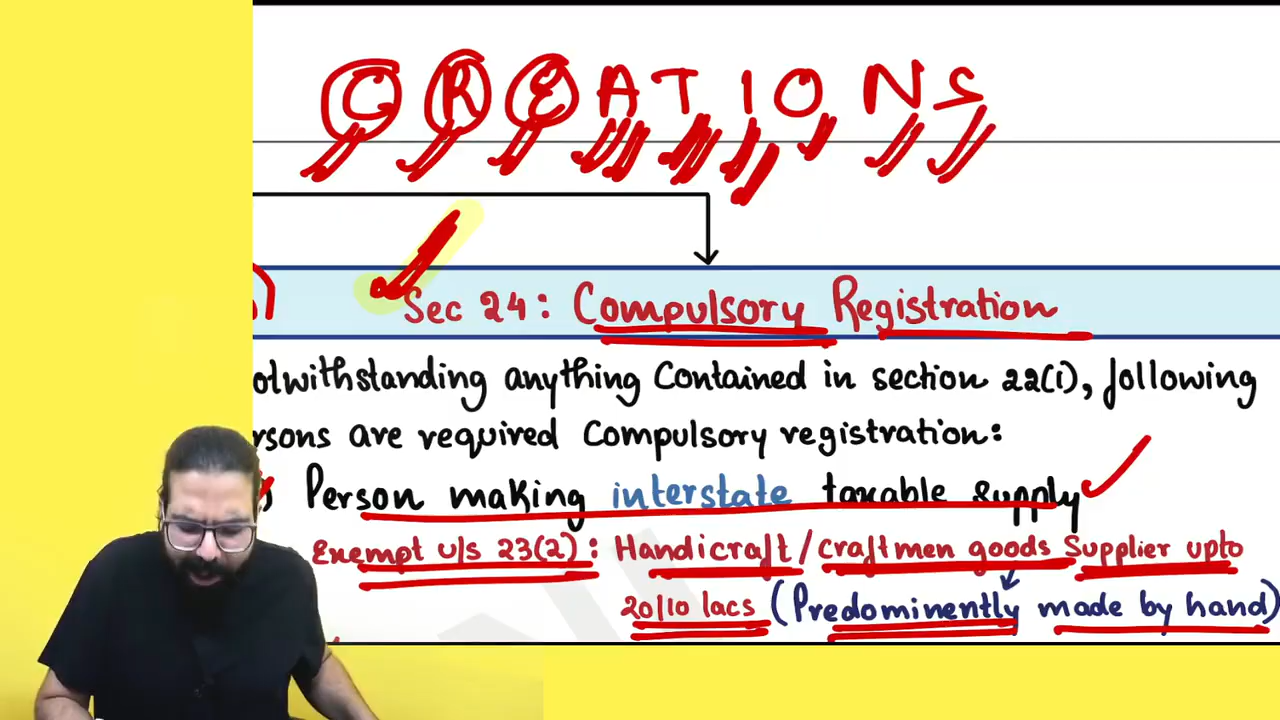 CREATIONS
Sec 24: Compulsory Registration
otwithstanding anything Contained in section 22(1), following
rsons are required Compulsory registration:
Person making interstate taxable supply
Exempt u/s 23(2): Handicraft/craftmen goods Supplier upto
20/10 lacs (Predominently made by hand)